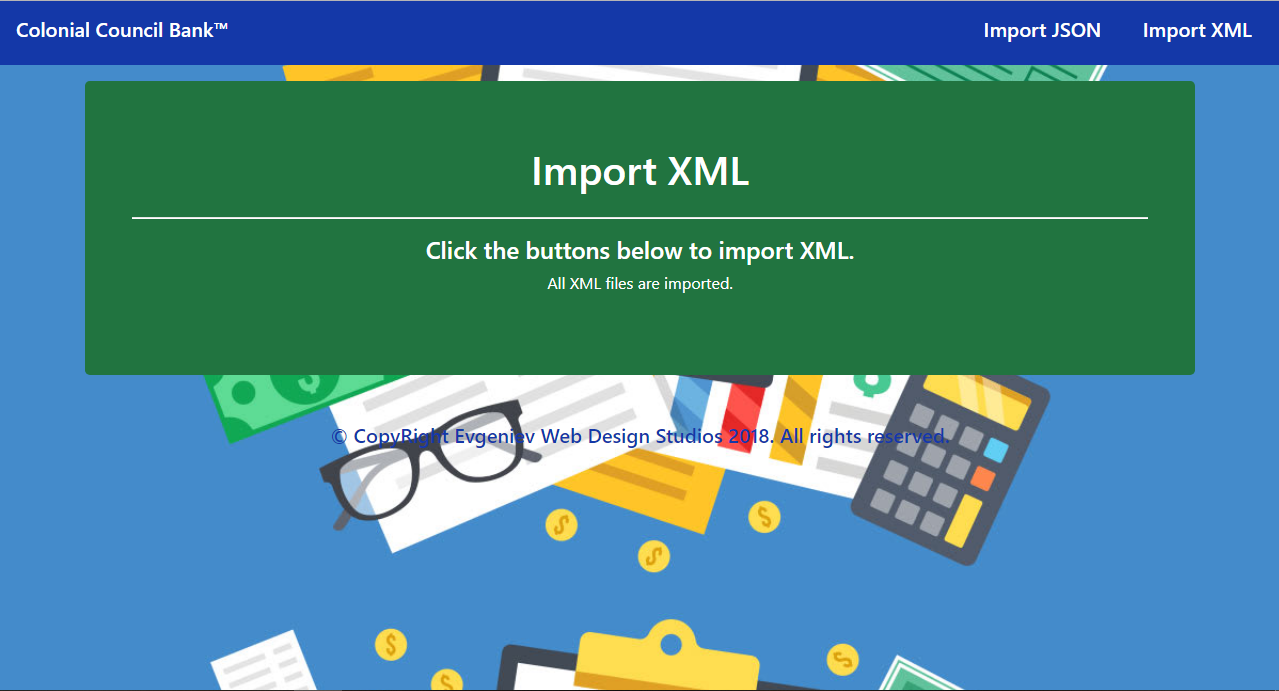 Colonial Council Bank™ Import JSON Import XML
Import XML
Click the buttons below to import XML.
All XML files are imported.
© CopyRight Evgeniev Web Design Studios 2018. All rights reserved.